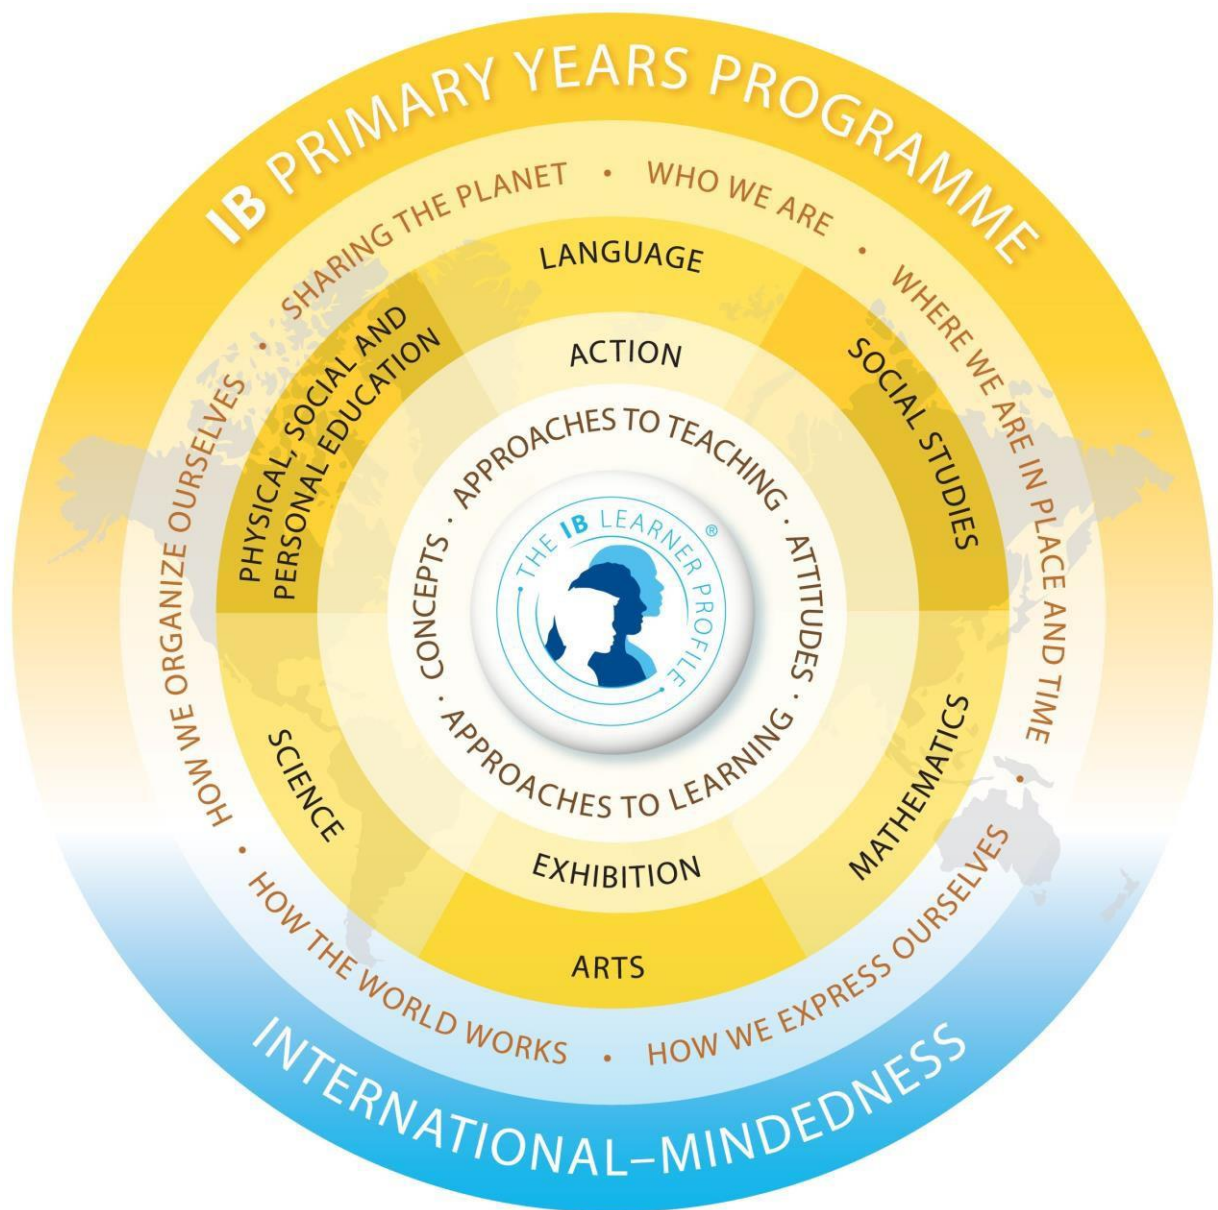 IB PRIMARY YEARS PROGRAMME
SHARING THE PLANET • WHO WE ARE • WHERE WE ARE IN PLACE AND TIME • HOW WE EXPRESS OURSELVES • HOW THE WORLD WORKS • HOW WE ORGANIZE OURSELVES •
LANGUAGE
SOCIAL STUDIES
MATHEMATICS
ARTS
SCIENCE
PHYSICAL, SOCIAL AND
PERSONAL EDUCATION
ACTION
EXHIBITION
APPROACHES TO TEACHING · ATTITUDES · APPROACHES TO LEARNING · CONCEPTS ·
THE IB LEARNER PROFILE ®
INTERNATIONAL–MINDEDNESS